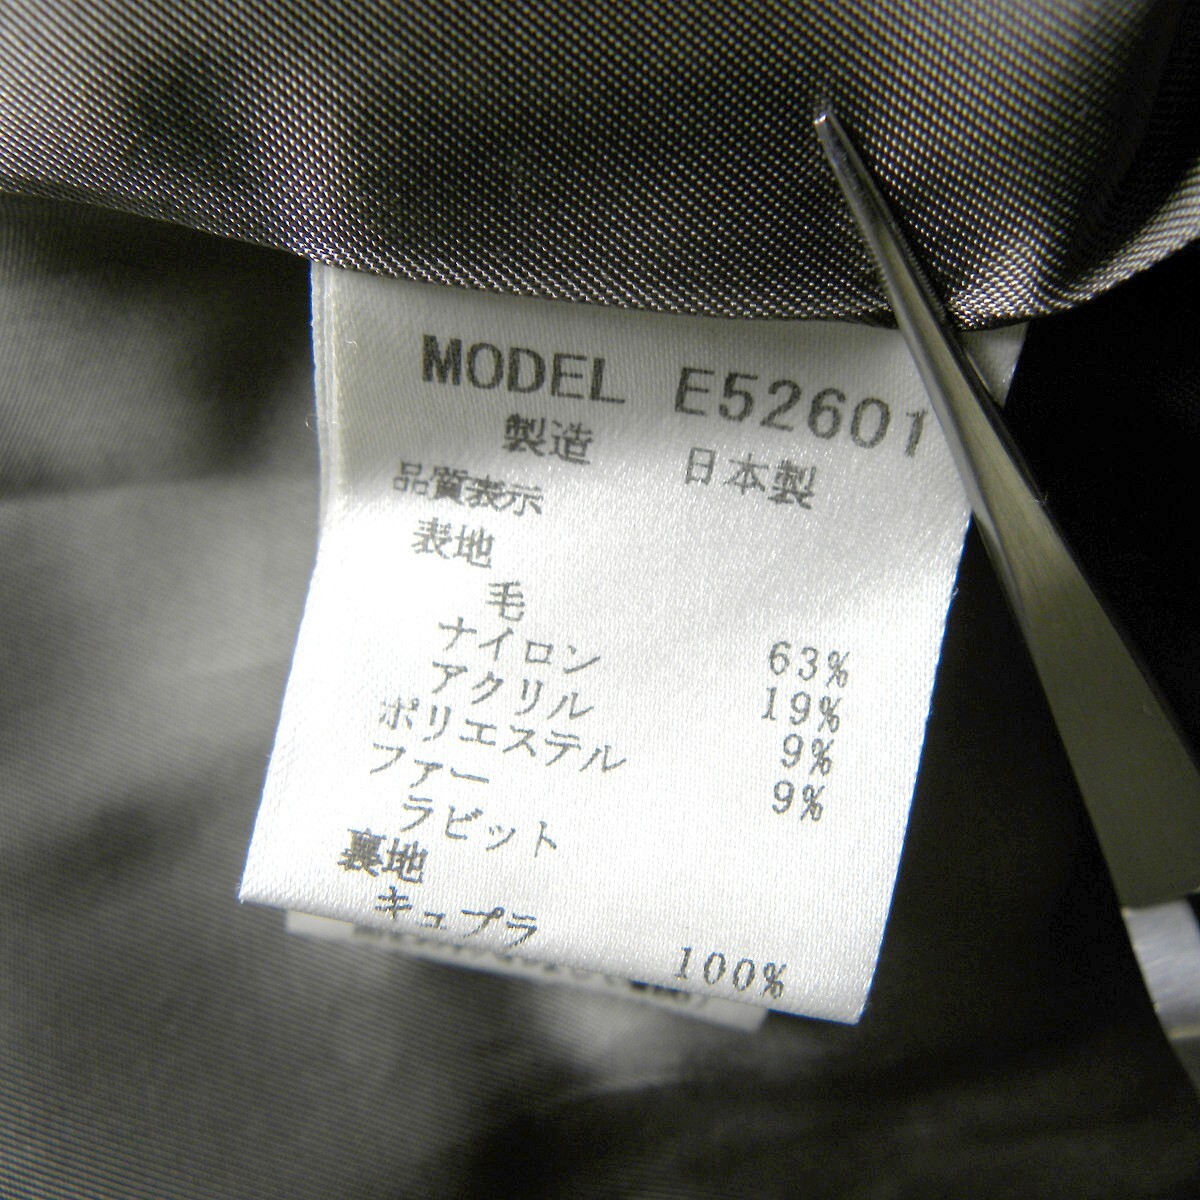 MODEL E52601
製造 日本製
品質表示
表地
毛 63%
ナイロン 19%
アクリル 9%
ポリエステル 9%
ファー
ラビット
裏地
キュプラ 100%